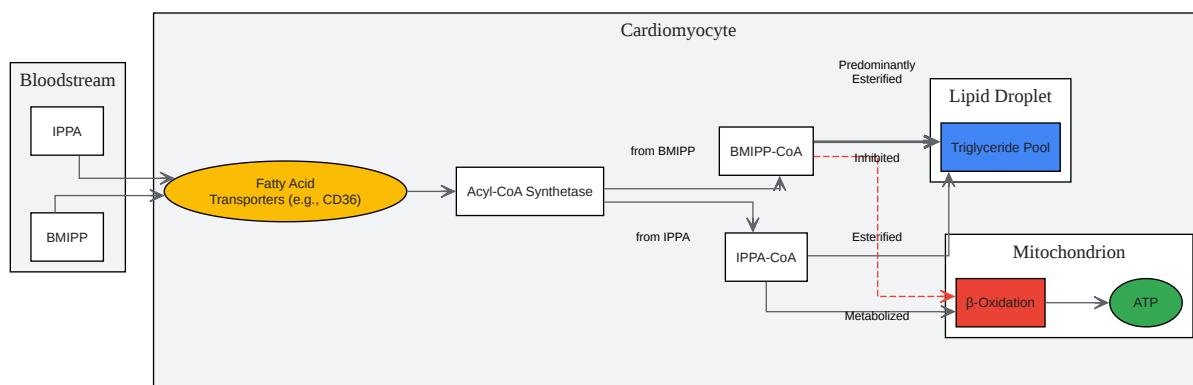 Cardiomyocyte
Bloodstream
IPPA
BMIPP
Fatty Acid
Transporters (e.g., CD36)
Acyl-CoA Synthetase
from BMIPP
from IPPA
BMIPP-CoA
IPPA-CoA
Predominantly
Esterified
Inhibited
Esterified
Metabolized
Lipid Droplet
Triglyceride Pool
Mitochondrion
β-Oxidation
ATP